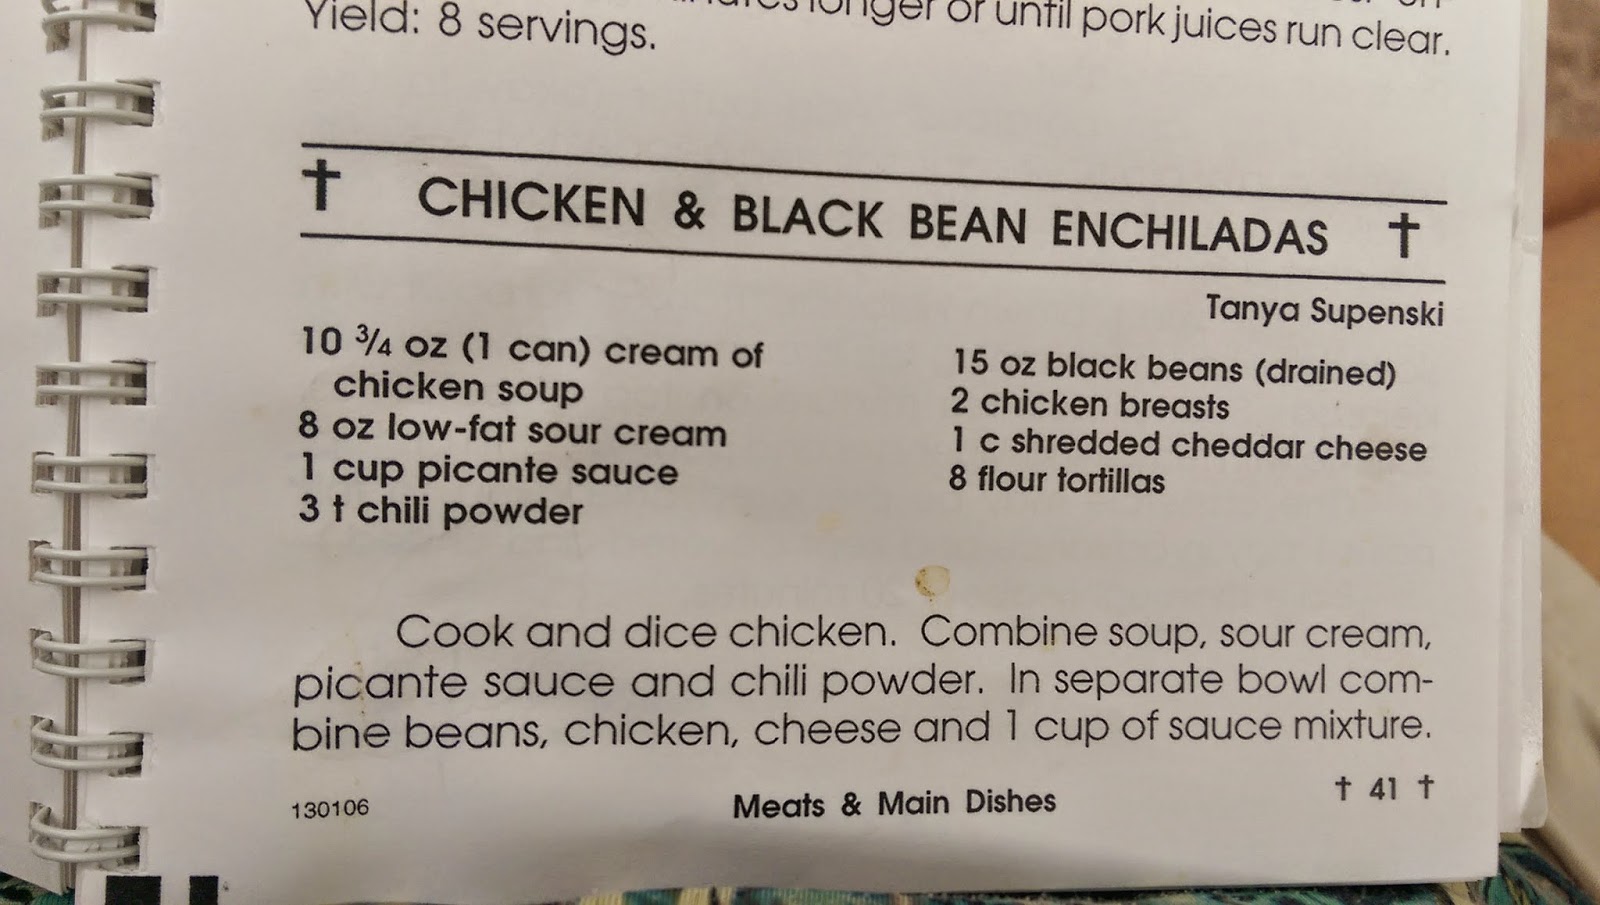 longer or until pork juices run clear.
Yield: 8 servings.
† CHICKEN & BLACK BEAN ENCHILADAS †
Tanya Supenski
10 ¾ oz (1 can) cream of
chicken soup
8 oz low-fat sour cream
1 cup picante sauce
3 t chili powder
15 oz black beans (drained)
2 chicken breasts
1 c shredded cheddar cheese
8 flour tortillas
Cook and dice chicken. Combine soup, sour cream,
picante sauce and chili powder. In separate bowl com-
bine beans, chicken, cheese and 1 cup of sauce mixture.
130106
Meats & Main Dishes
† 41 †